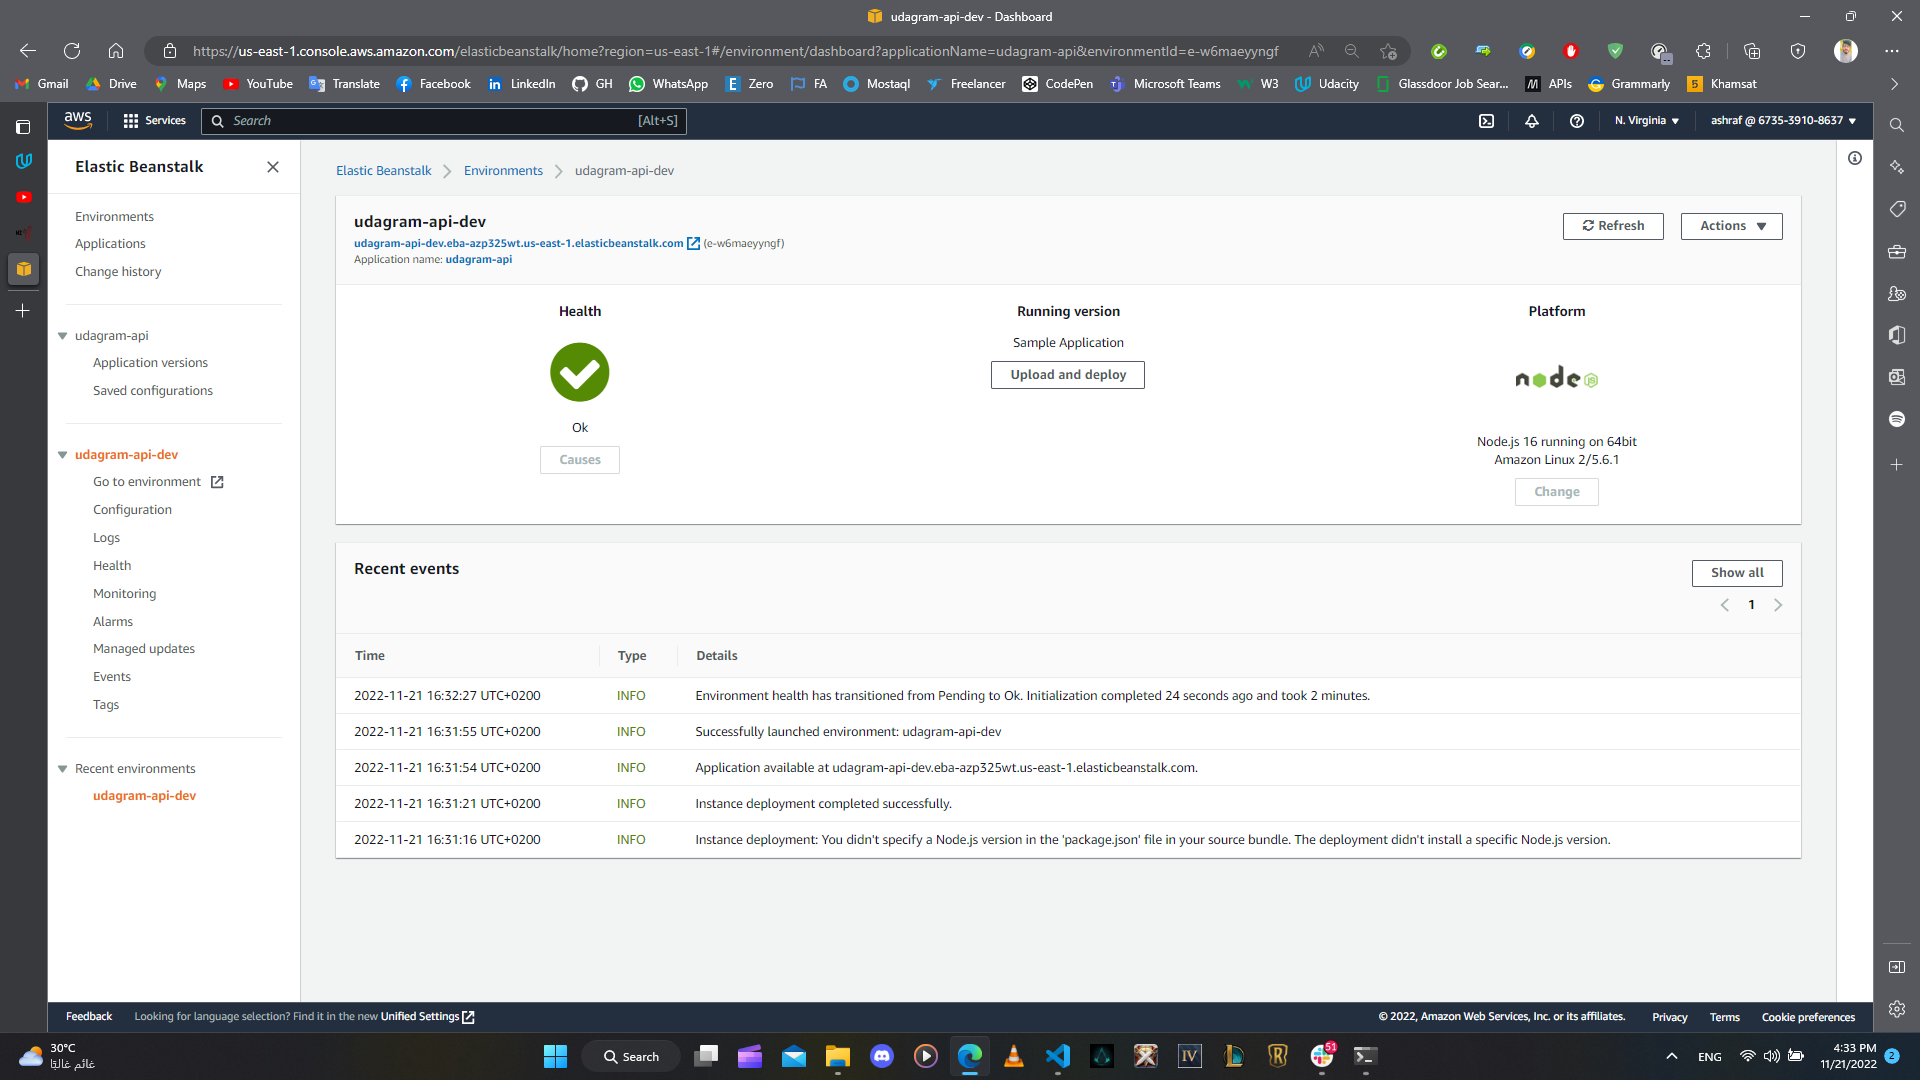 udagram-api-dev - Dashboard
https://us-east-1.console.aws.amazon.com/elasticbeanstalk/home?region=us-east-1#/environment/dashboard?applicationName=udagram-api&environmentId=e-w6maeyyngf
Gmail Drive Maps YouTube Translate Facebook LinkedIn GH WhatsApp Zero FA Mostaql Freelancer CodePen Microsoft Teams W3 Udacity Glassdoor Job Sear... APIs Grammarly Khamsat
aws Services Search [Alt+S] N. Virginia ashraf @ 6735-3910-8637
Elastic Beanstalk
Environments
Applications
Change history
udagram-api
Application versions
Saved configurations
udagram-api-dev
Go to environment
Configuration
Logs
Health
Monitoring
Alarms
Managed updates
Events
Tags
Recent environments
udagram-api-dev
Elastic Beanstalk Environments udagram-api-dev
udagram-api-dev
Refresh Actions
udagram-api-dev.eba-azp325wt.us-east-1.elasticbeanstalk.com (e-w6maeyyngf)
Application name: udagram-api
Health
Ok
Causes
Running version
Sample Application
Upload and deploy
Platform
node JS
Node.js 16 running on 64bit
Amazon Linux 2/5.6.1
Change
Recent events
Show all
1
Time Type Details
2022-11-21 16:32:27 UTC+0200 INFO Environment health has transitioned from Pending to Ok. Initialization completed 24 seconds ago and took 2 minutes.
2022-11-21 16:31:55 UTC+0200 INFO Successfully launched environment: udagram-api-dev
2022-11-21 16:31:54 UTC+0200 INFO Application available at udagram-api-dev.eba-azp325wt.us-east-1.elasticbeanstalk.com.
2022-11-21 16:31:21 UTC+0200 INFO Instance deployment completed successfully.
2022-11-21 16:31:16 UTC+0200 INFO Instance deployment: You didn't specify a Node.js version in the 'package.json' file in your source bundle. The deployment didn't install a specific Node.js version.
Feedback Looking for language selection? Find it in the new Unified Settings © 2022, Amazon Web Services, Inc. or its affiliates. Privacy Terms Cookie preferences
30°C
غائم غالبًا
Search
51
ENG
4:33 PM
11/21/2022
2